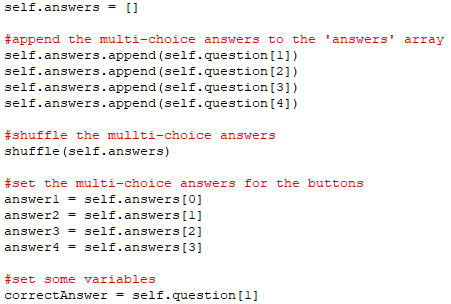 self.answers = []
#append the multi-choice answers to the 'answers' array
self.answers.append(self.question[1])
self.answers.append(self.question[2])
self.answers.append(self.question[3])
self.answers.append(self.question[4])
#shuffle the mullti-choice answers
shuffle(self.answers)
#set the multi-choice answers for the buttons
answer1 = self.answers[0]
answer2 = self.answers[1]
answer3 = self.answers[2]
answer4 = self.answers[3]
#set some variables
correctAnswer = self.question[1]